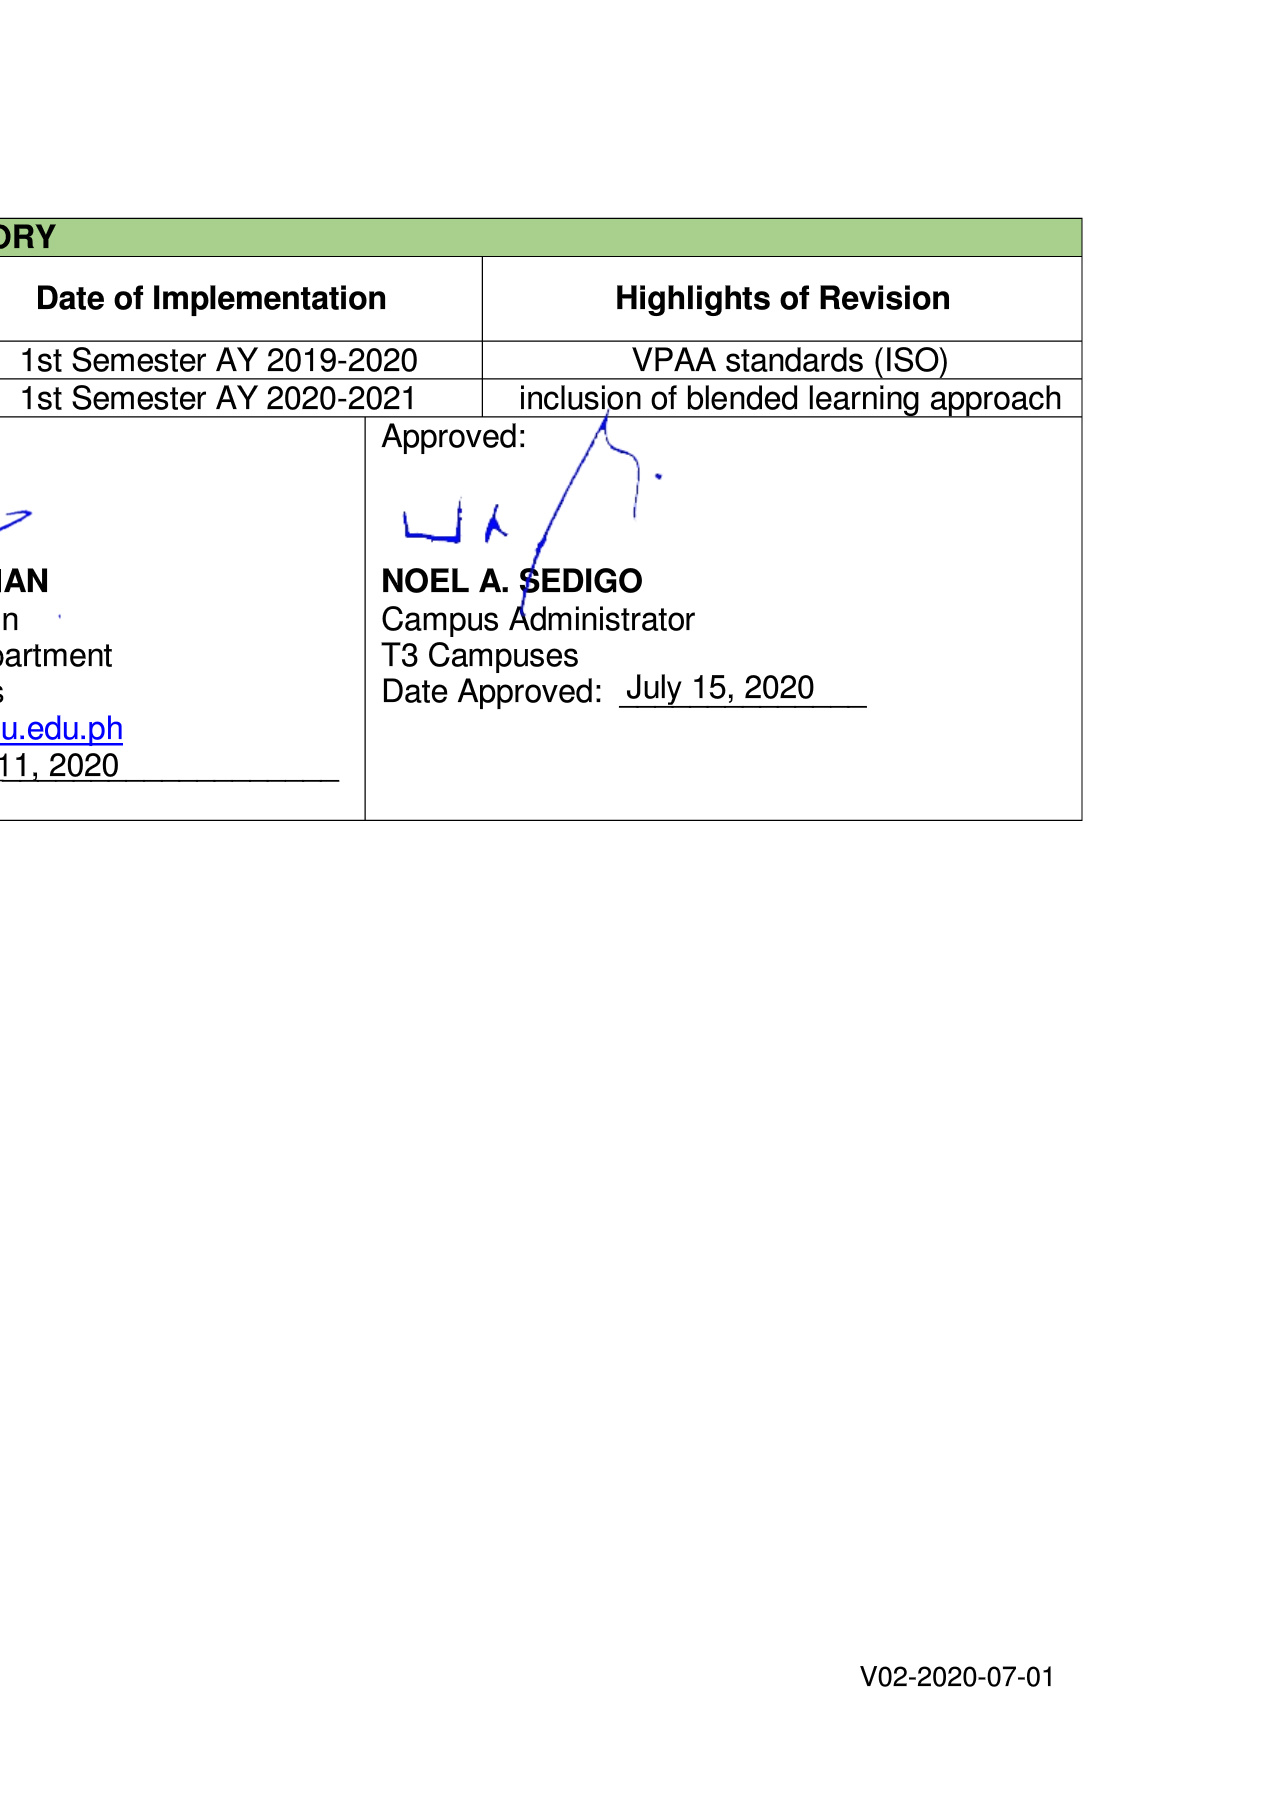 ORY
Date of Implementation Highlights of Revision
1st Semester AY 2019-2020 VPAA standards (ISO)
1st Semester AY 2020-2021 inclusion of blended learning approach
Approved:
IAN NOEL A. SEDIGO
n Campus Administrator
partment T3 Campuses
s Date Approved: July 15, 2020
u.edu.ph
11, 2020
V02-2020-07-01